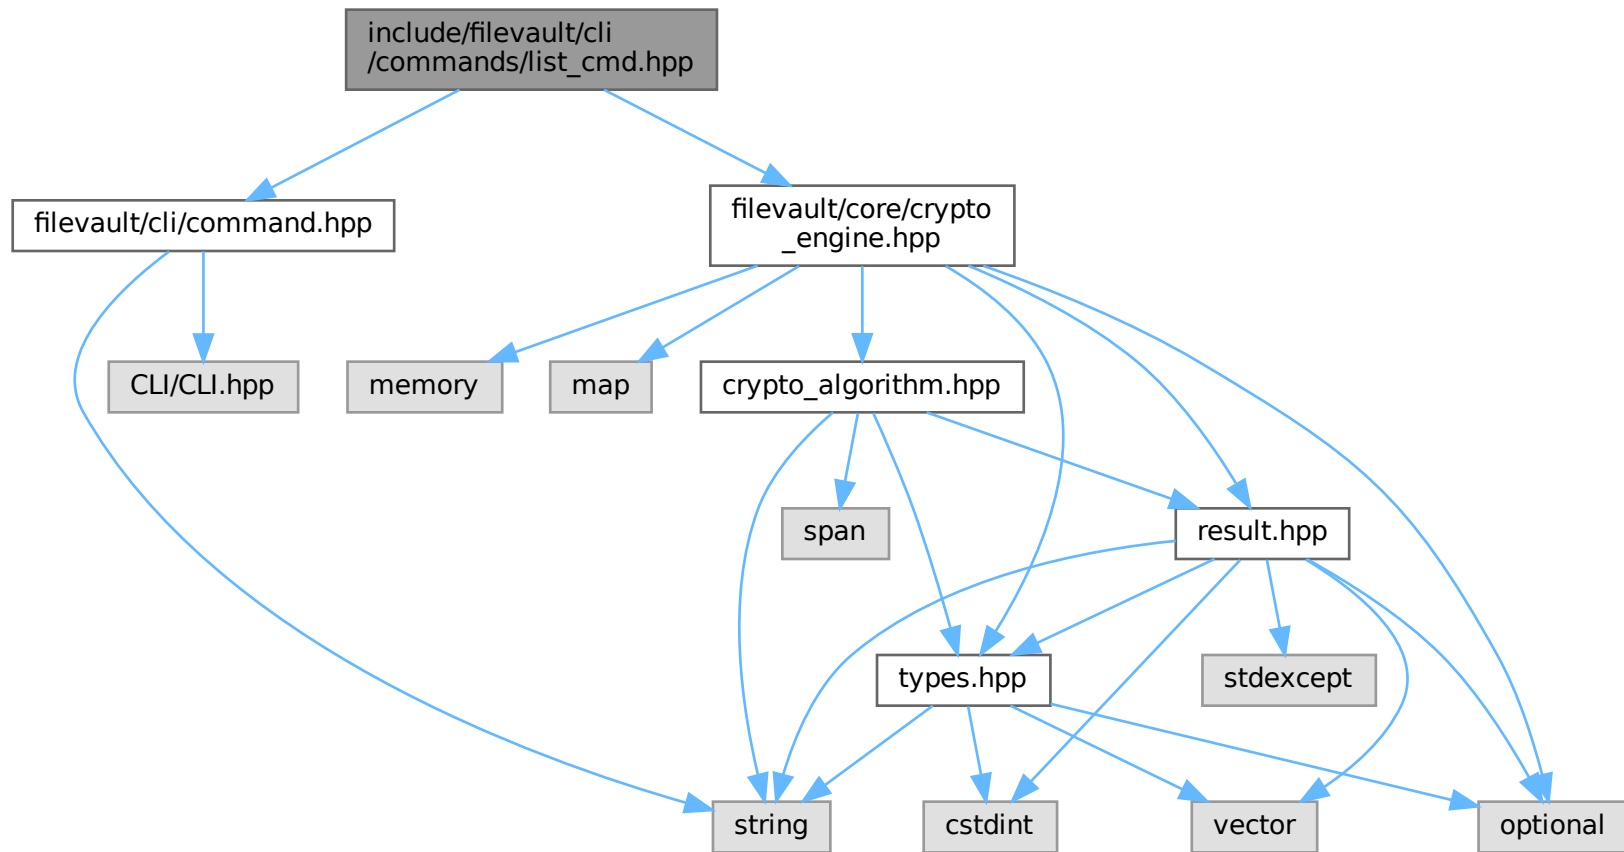 include/filevault/cli
/commands/list_cmd.hpp
filevault/cli/command.hpp
filevault/core/crypto
_engine.hpp
CLI/CLI.hpp
memory
map
crypto_algorithm.hpp
span
result.hpp
types.hpp
stdexcept
string
cstdint
vector
optional